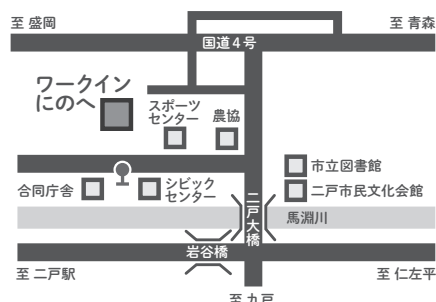 至 盛岡
至 青森
国道4号
ワークイン
にのへ
スポーツ
センター
農協
市立図書館
合同庁舎
シビック
センター
二戸市民文化会館
二戸大橋
馬淵川
岩谷橋
至 二戸駅
至 仁左平
至 九戸